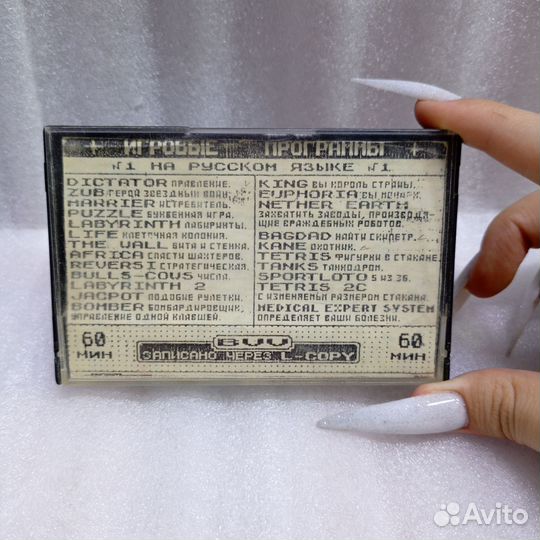 + ИГРОВЫЕ ПРОГРАММЫ +
№1 НА РУССКОМ ЯЗЫКЕ №1
DICTATOR ПРАВЛЕНИЕ.
ZUB ГЕРОЙ ЗВЕЗДНЫХ ВОЙН.
HARRIER ИСТРЕБИТЕЛЬ.
PUZZLE БУКВЕННАЯ ИГРА.
LABYRINTH ЛАБИРИНТЫ.
LIFE КЛЕТОЧНАЯ КОЛОНИЯ.
THE WALL БИТА И СТЕНКА.
AFRICA СПАСТИ ШАХТЕРОВ.
REVERSI СТРАТЕГИЧЕСКАЯ.
BULLS-COWS ЧИСЛА.
LABYRINTH 2
JACPOT ПОДОБИЕ РУЛЕТКИ.
BOMBER БОМБАРДИРОВЩИК,
УПРАВЛЕНИЕ ОДНОЙ КЛАВИШЕЙ.
KING ВЫ КОРОЛЬ СТРАНЫ.
EUPHORIA ВЫ МОНАРХ.
NETHER EARTH
ЗАХВАТИТЬ ЗАВОДЫ, ПРОИЗВОДЯ-
ЩИЕ ВРАЖДЕБНЫХ РОБОТОВ.
BAGDAD НАЙТИ СКИПЕТР.
KANE ОХОТНИК.
TETRIS ФИГУРКИ В СТАКАНЕ.
TANKS ТАНКОДРОМ.
SPORTLOTO 5 ИЗ 36.
TETRIS 2C
С ИЗМЕНЯЕМЫМ РАЗМЕРОМ СТАКАНА.
MEDICAL EXPERT SYSTEM
ОПРЕДЕЛЯЕТ ВАШИ БОЛЕЗНИ.
60 МИН
BVV
ЗАПИСАНО ЧЕРЕЗ L-COPY
60 МИН
Avito